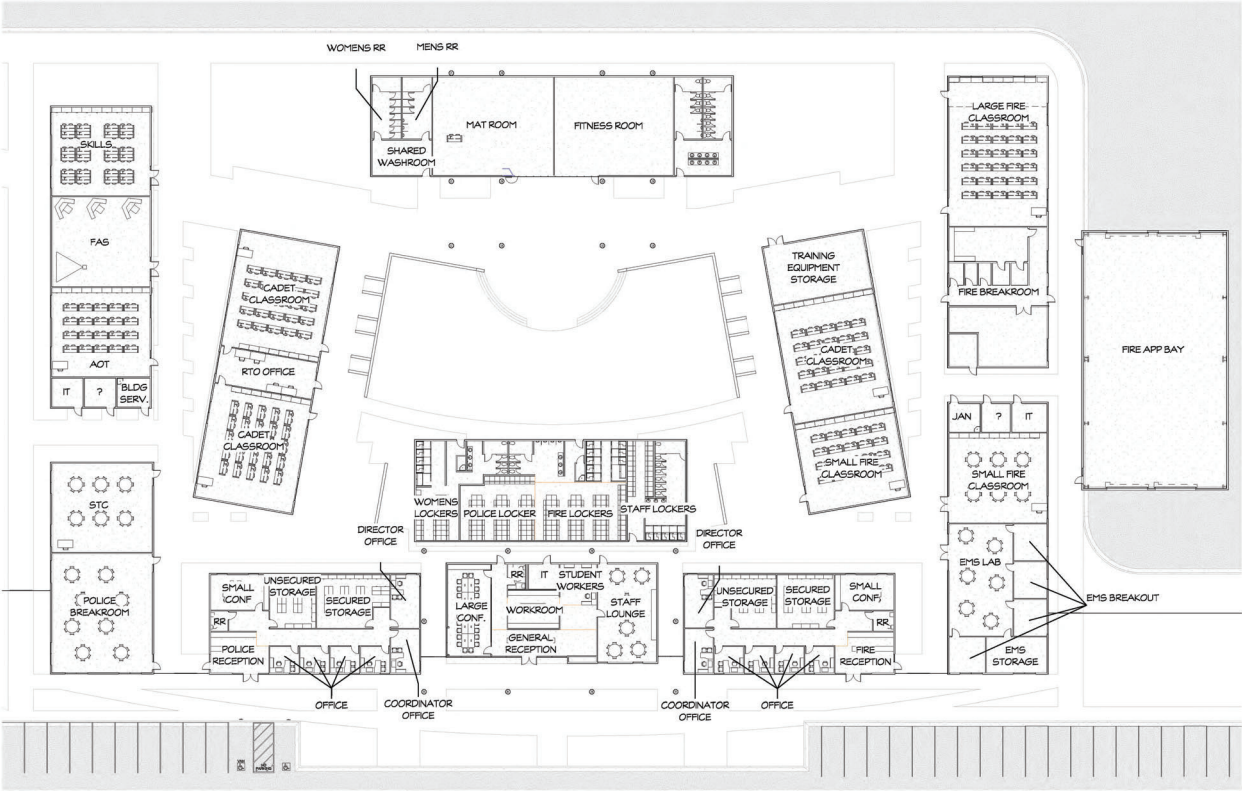 WOMENS RR
MENS RR
MAT ROOM
FITNESS ROOM
SHARED
WASHROOM
SKILLS
FAS
AOT
IT
?
BLDG
SERV.
LARGE FIRE
CLASSROOM
FIRE BREAKROOM
FIRE APP BAY
CADET
CLASSROOM
RTO OFFICE
CADET
CLASSROOM
TRAINING
EQUIPMENT
STORAGE
CADET
CLASSROOM
SMALL FIRE
CLASSROOM
JAN
?
IT
SMALL FIRE
CLASSROOM
STC
POLICE
BREAKROOM
WOMENS
LOCKERS
POLICE LOCKER
FIRE LOCKERS
STAFF LOCKERS
DIRECTOR
OFFICE
DIRECTOR
OFFICE
EMS LAB
EMS BREAKOUT
EMS
STORAGE
SMALL
CONF
UNSECURED
STORAGE
SECURED
STORAGE
RR
POLICE
RECEPTION
LARGE
CONF.
RR
IT
STUDENT
WORKERS
WORKROOM
STAFF
LOUNGE
GENERAL
RECEPTION
UNSECURED
STORAGE
SECURED
STORAGE
SMALL
CONF.
RR
FIRE
RECEPTION
OFFICE
COORDINATOR
OFFICE
COORDINATOR
OFFICE
OFFICE
NO
PARKING